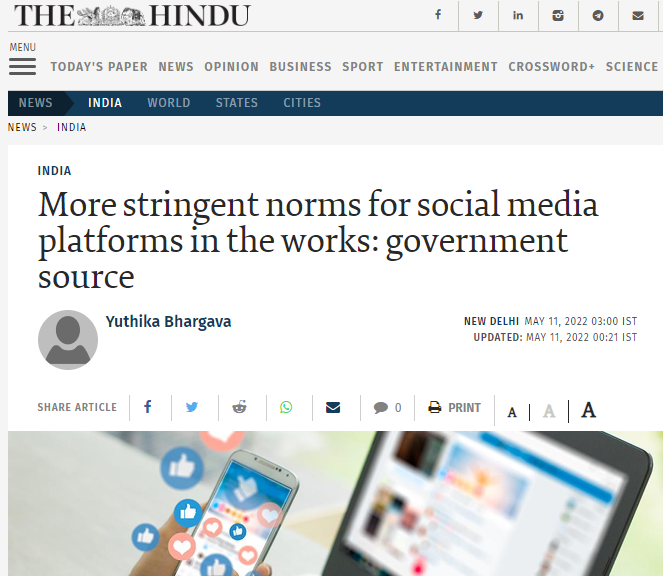 THE HINDU
MENU
TODAY'S PAPER NEWS OPINION BUSINESS SPORT ENTERTAINMENT CROSSWORD+ SCIENCE
NEWS INDIA WORLD STATES CITIES
NEWS > INDIA
INDIA
More stringent norms for social media
platforms in the works: government
source
Yuthika Bhargava
NEW DELHI MAY 11, 2022 03:00 IST
UPDATED: MAY 11, 2022 00:21 IST
SHARE ARTICLE 0 PRINT A A A